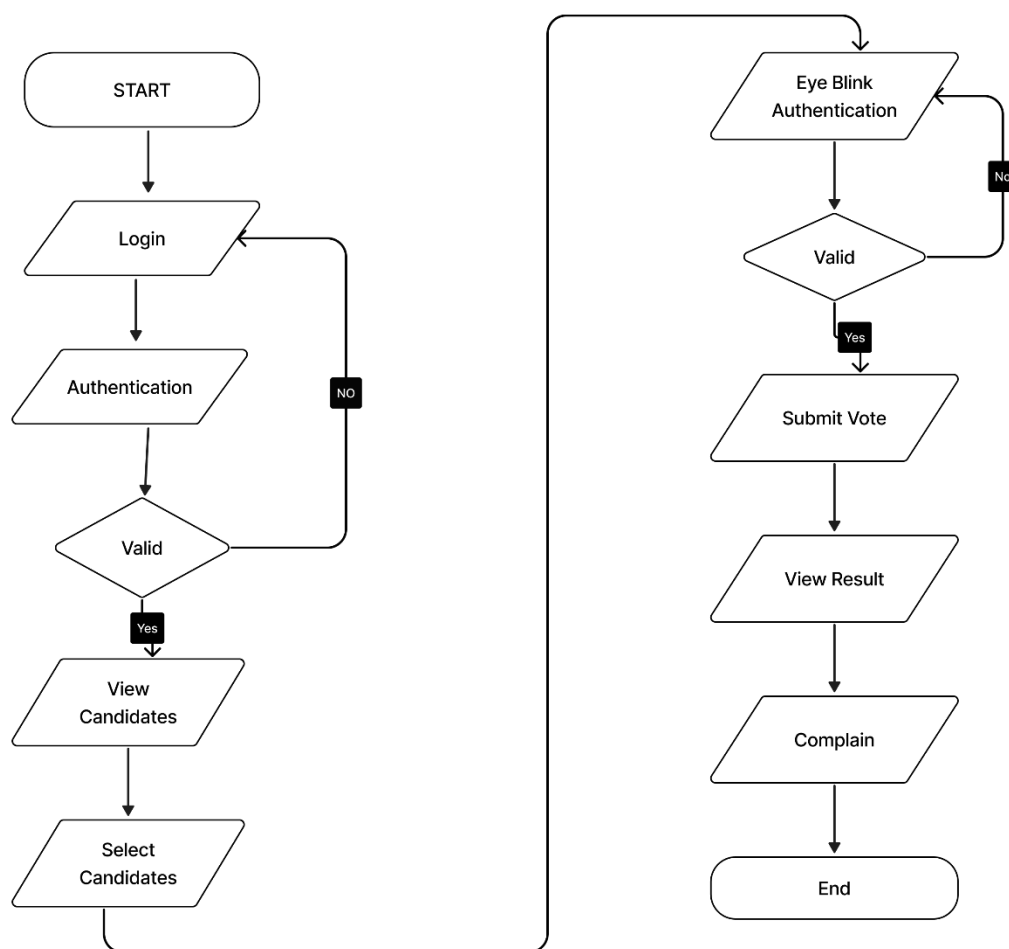 START
Login
Authentication
NO
Valid
Yes
View
Candidates
Select
Candidates
Eye Blink
Authentication
No
Valid
Yes
Submit Vote
View Result
Complain
End